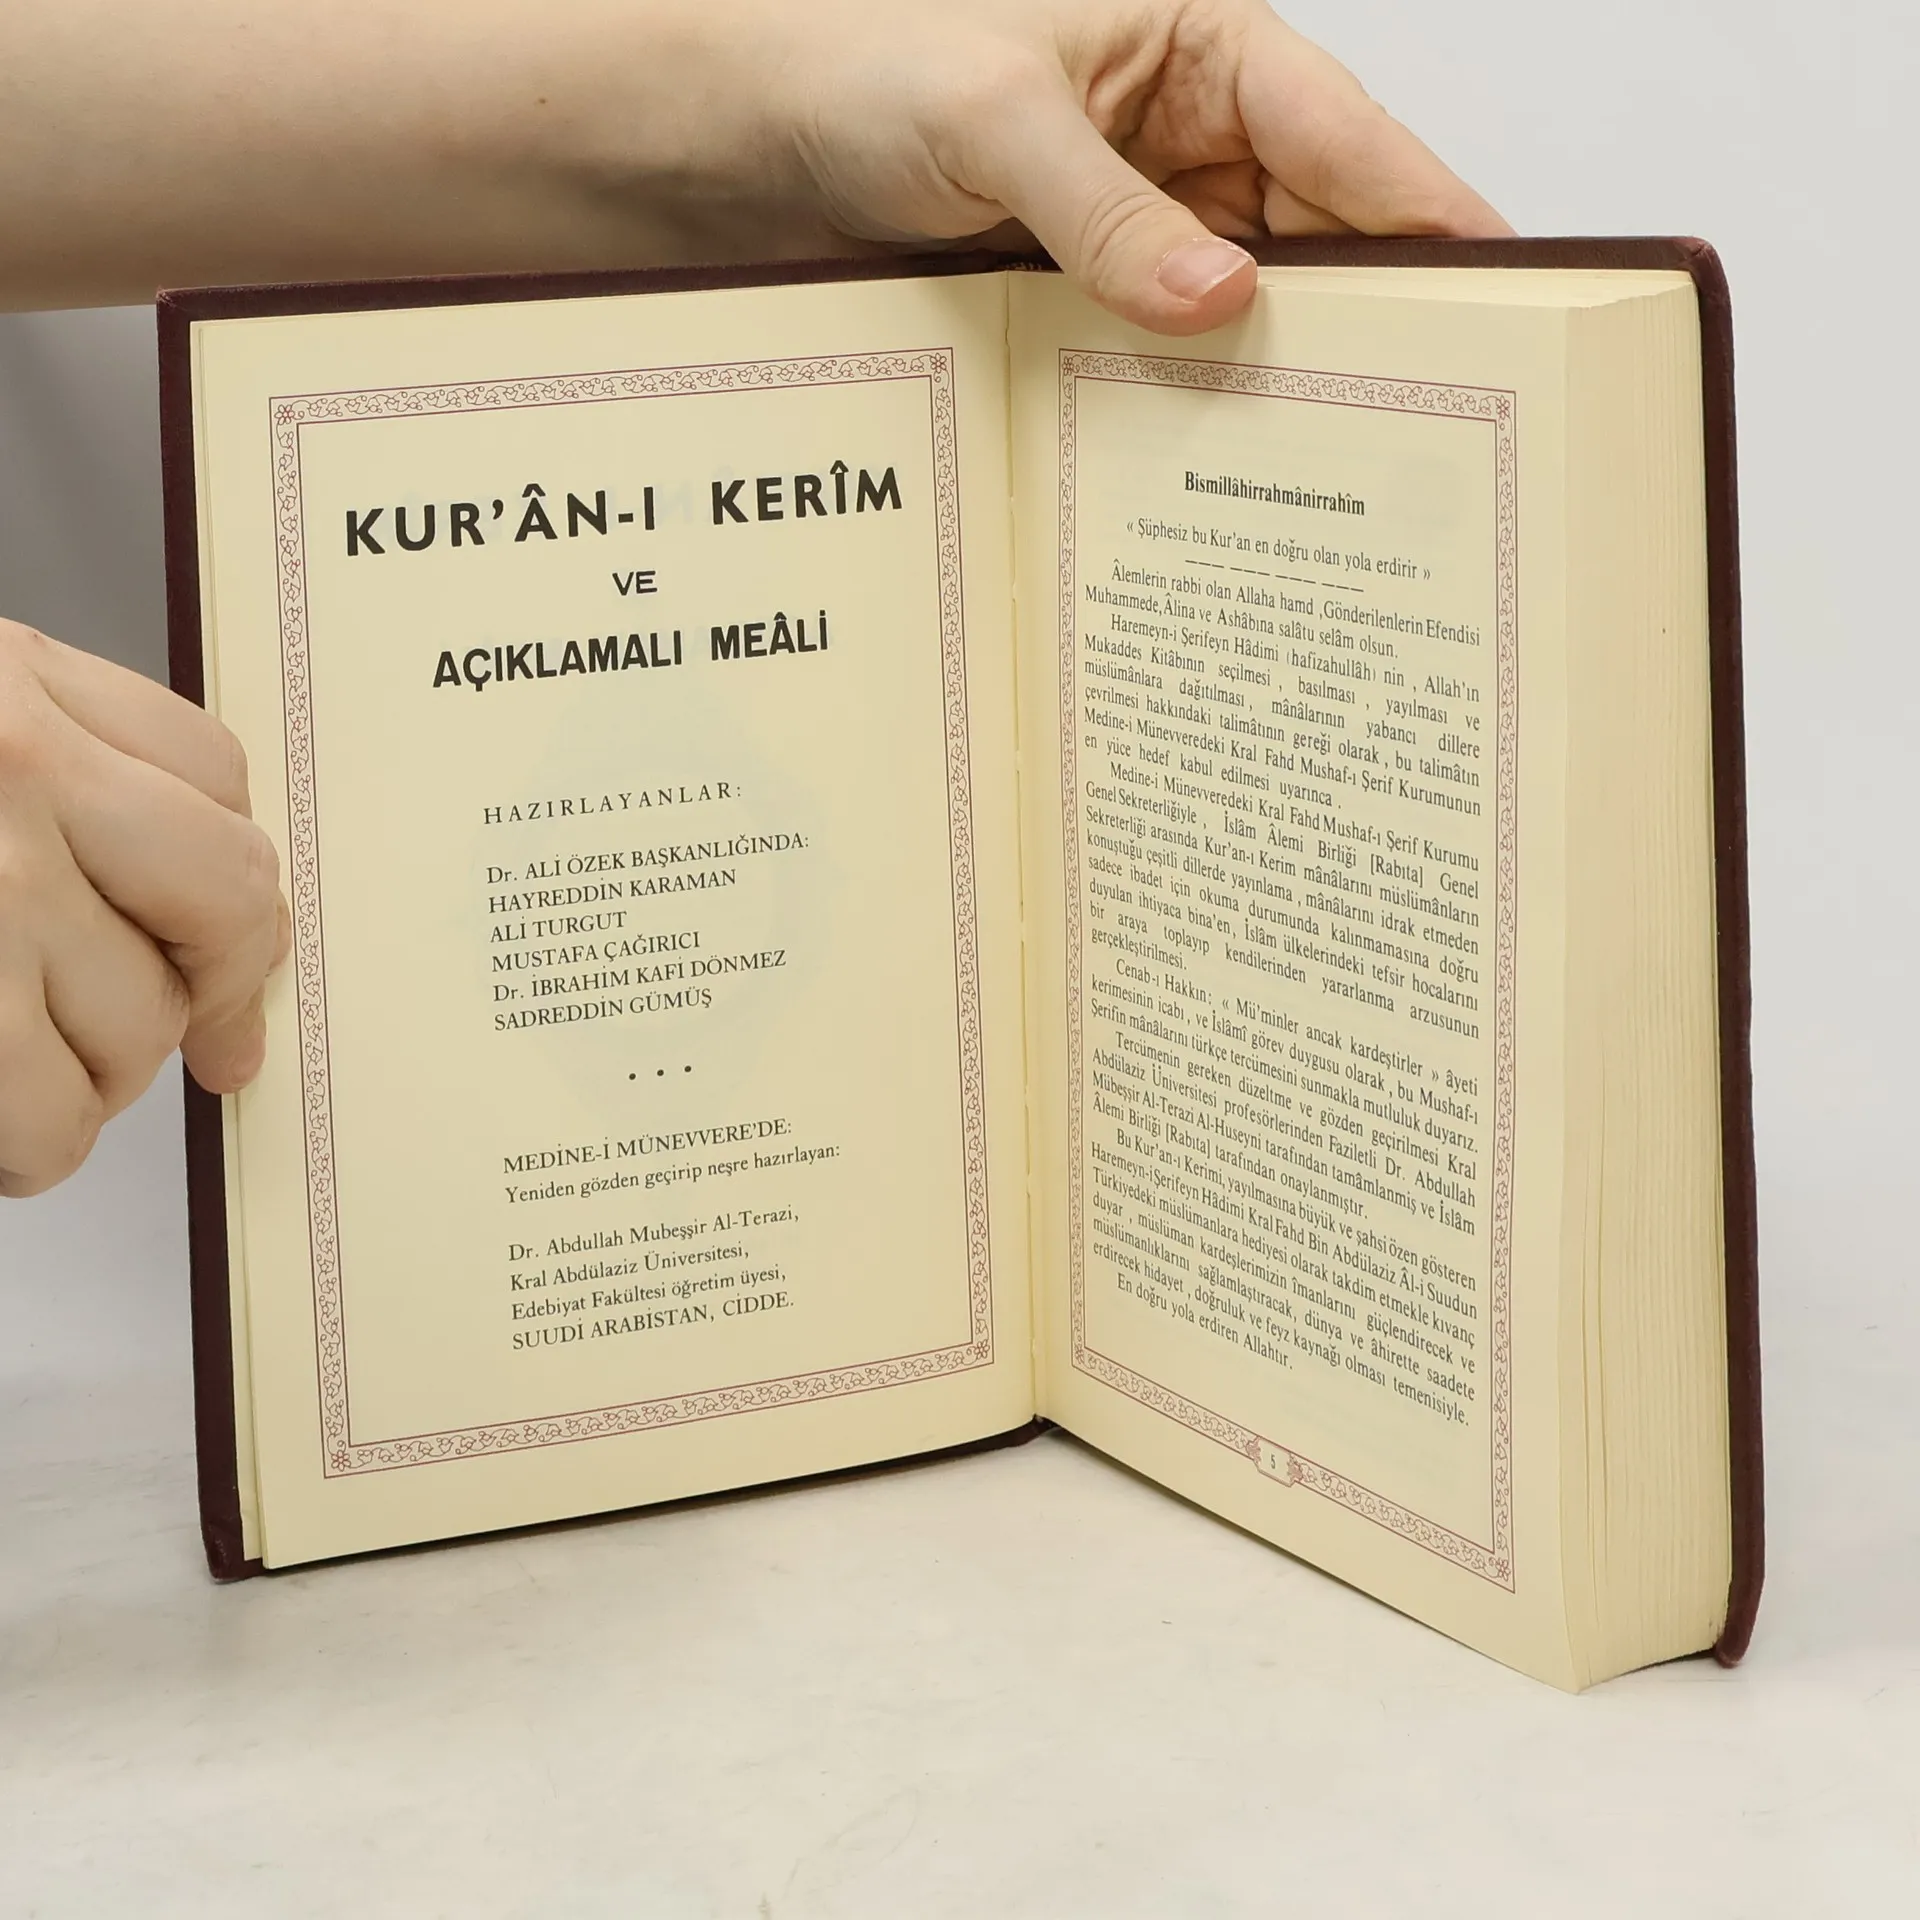 KUR'ÂN-I KERÎM
VE
AÇIKLAMALI MEÂLİ
HAZIRLAYANLAR:
Dr. ALİ ÖZEK BAŞKANLIĞINDA:
HAYREDDİN KARAMAN
ALİ TURGUT
MUSTAFA ÇAĞIRICI
Dr. İBRAHİM KAFİ DÖNMEZ
SADREDDİN GÜMÜŞ
• • •
MEDİNE-İ MÜNEVVERE'DE:
Yeniden gözden geçirip neşre hazırlayan:
Dr. Abdullah Mubeşşir Al-Terazi,
Kral Abdülaziz Üniversitesi,
Edebiyat Fakültesi öğretim üyesi,
SUUDİ ARABİSTAN, CİDDE.
Bismillâhirrahmânirrahîm
« Şüphesiz bu Kur'an en doğru olan yola erdirir »
Âlemlerin rabbi olan Allaha hamd ,Gönderilenlerin Efendisi
Muhammede, Âlina ve Ashâbına salâtu selâm olsun.
Haremeyn-i Şerifeyn Hâdimi (hafizahullâh) nin , Allah'ın
Mukaddes Kitâbının seçilmesi , basılması , yayılması ve
müslümânlara dağıtılması , mânâlarının yabancı dillere
çevrilmesi hakkındaki talimâtının gereği olarak , bu talimâtın
Medine-i Münevveredeki Kral Fahd Mushaf-ı Şerif Kurumunun
en yüce hedef kabul edilmesi uyarınca .
Medine-i Münevveredeki Kral Fahd Mushaf-ı Şerif Kurumu
Genel Sekreterliğiyle , İslâm Âlemi Birliği [Rabıta] Genel
Sekreterliği arasında Kur'an-ı Kerim mânâlarını müslümânların
konuştuğu çeşitli dillerde yayınlama , mânâlarını idrak etmeden
sadece ibadet için okuma durumunda kalınmamasına doğru
duyulan ihtiyaca bina'en, İslâm ülkelerindeki tefsir hocalarını
bir araya toplayıp kendilerinden yararlanma arzusunun
gerçekleştirilmesi.
Cenab-ı Hakkın: « Mü'minler ancak kardeştirler » âyeti
kerimesinin icabı , ve İslâmî görev duygusu olarak , bu Mushaf-ı
Şerifin mânâlarını türkçe tercümesini sunmakla mutluluk duyarız.
Tercümenin gereken düzeltme ve gözden geçirilmesi Kral
Abdülaziz Üniversitesi profesörlerinden Faziletli Dr. Abdullah
Mübeşşir Al-Terazi Al-Huseyni tarafından tamâmlanmış ve İslâm
Âlemi Birliği [Rabıta] tarafından onaylanmıştır.
Bu Kur'an-ı Kerimi, yayılmasına büyük ve şahsi özen gösteren
Haremeyn-i Şerifeyn Hâdimi Kral Fahd Bin Abdülaziz Âl-i Suudun
Türkiyedeki müslümanlara hediyesi olarak takdim etmekle kıvanç
duyar , müslüman kardeşlerimizin îmanlarını güçlendirecek ve
müslümanlıklarını sağlamlaştıracak, dünya ve âhirette saadete
erdirecek hidayet , doğruluk ve feyz kaynağı olması temenisiyle.
En doğru yola erdiren Allahtır.
5